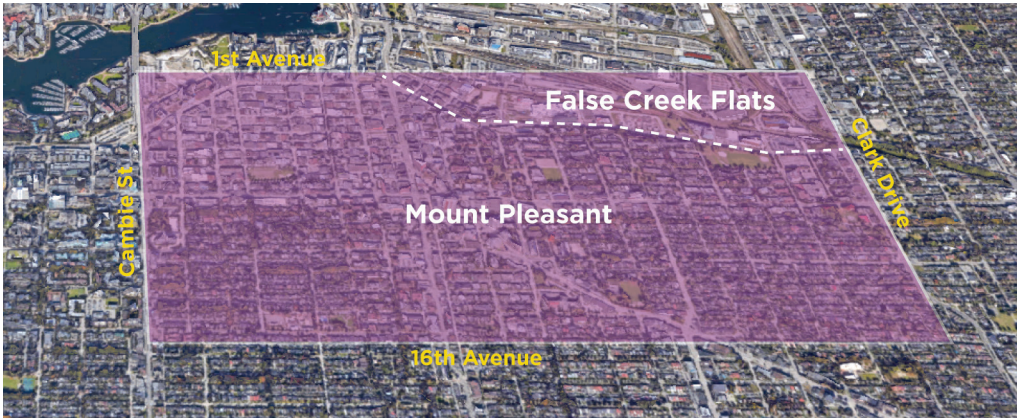 1st Avenue
False Creek Flats
Clark Drive
Cambie St
Mount Pleasant
16th Avenue